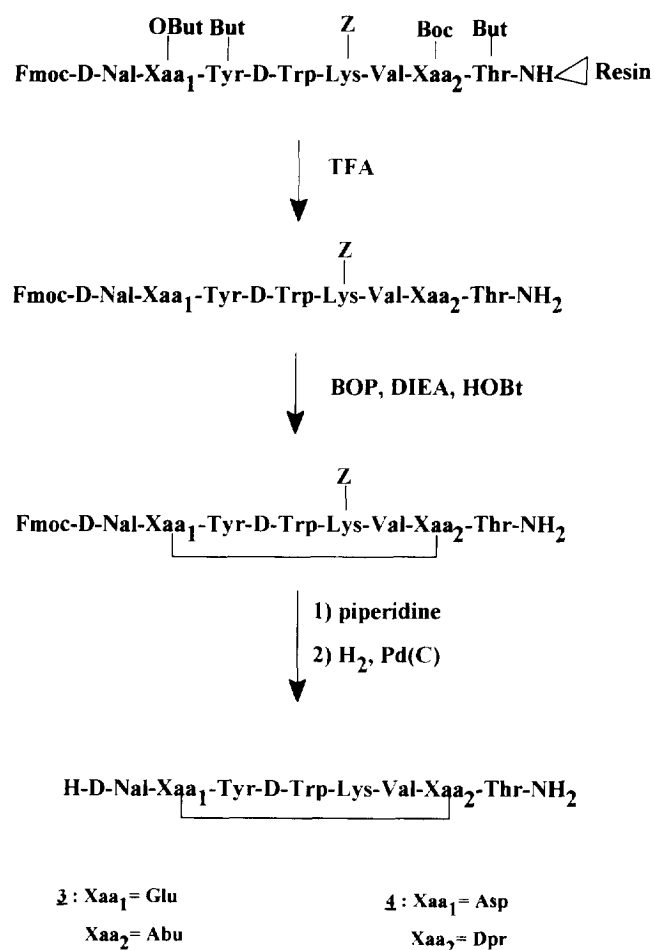 OBut But Z Boc But
Fmoc-D-Nal-Xaa1-Tyr-D-Trp-Lys-Val-Xaa2-Thr-NH Resin
TFA
Z
Fmoc-D-Nal-Xaa1-Tyr-D-Trp-Lys-Val-Xaa2-Thr-NH2
BOP, DIEA, HOBt
Z
Fmoc-D-Nal-Xaa1-Tyr-D-Trp-Lys-Val-Xaa2-Thr-NH2
1) piperidine
2) H2, Pd(C)
H-D-Nal-Xaa1-Tyr-D-Trp-Lys-Val-Xaa2-Thr-NH2
3 : Xaa1= Glu 4 : Xaa1= Asp
Xaa2= Abu Xaa2= Dpr